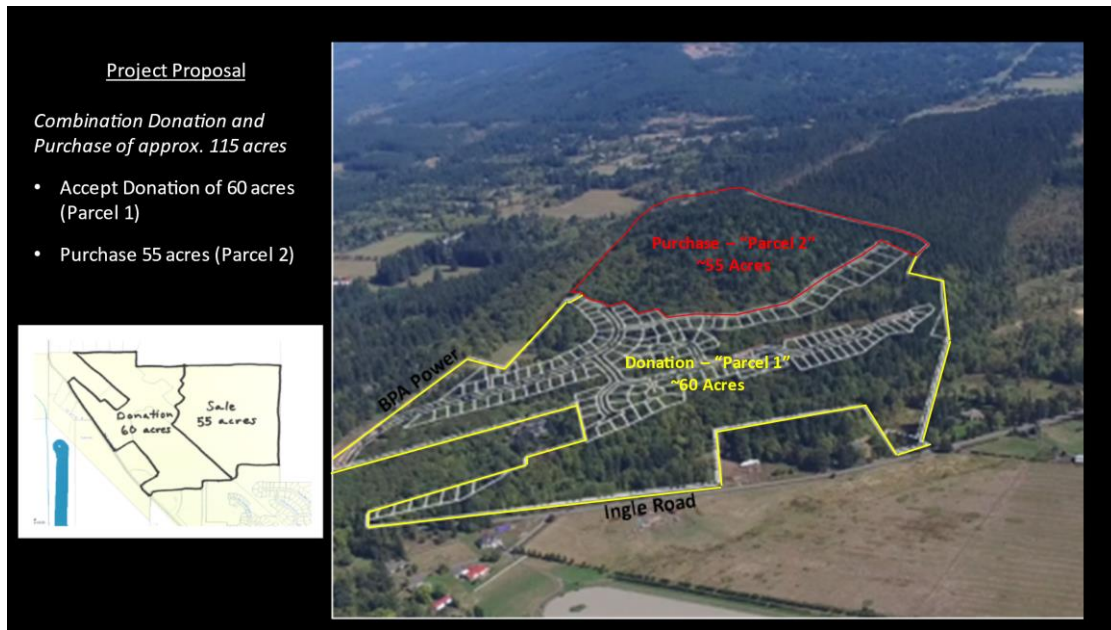 Project Proposal
Combination Donation and
Purchase of approx. 115 acres
• Accept Donation of 60 acres
(Parcel 1)
• Purchase 55 acres (Parcel 2)
Donation
60 acres
Sale
55 acres
Purchase – “Parcel 2”
~55 Acres
Donation – “Parcel 1”
~60 Acres
BPA Power
Ingle Road